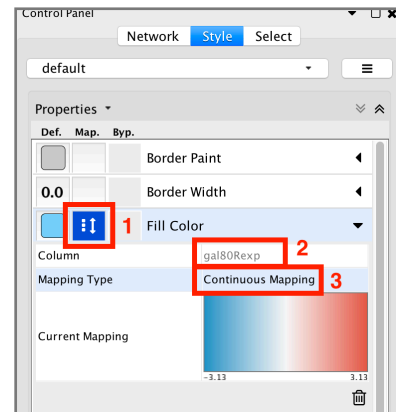 Control Panel
Network Style Select
default
Properties
Def. Map. Byp.
Border Paint
0.0 Border Width
1 Fill Color
Column gal80Rexp 2
Mapping Type Continuous Mapping 3
Current Mapping
-3.13 3.13